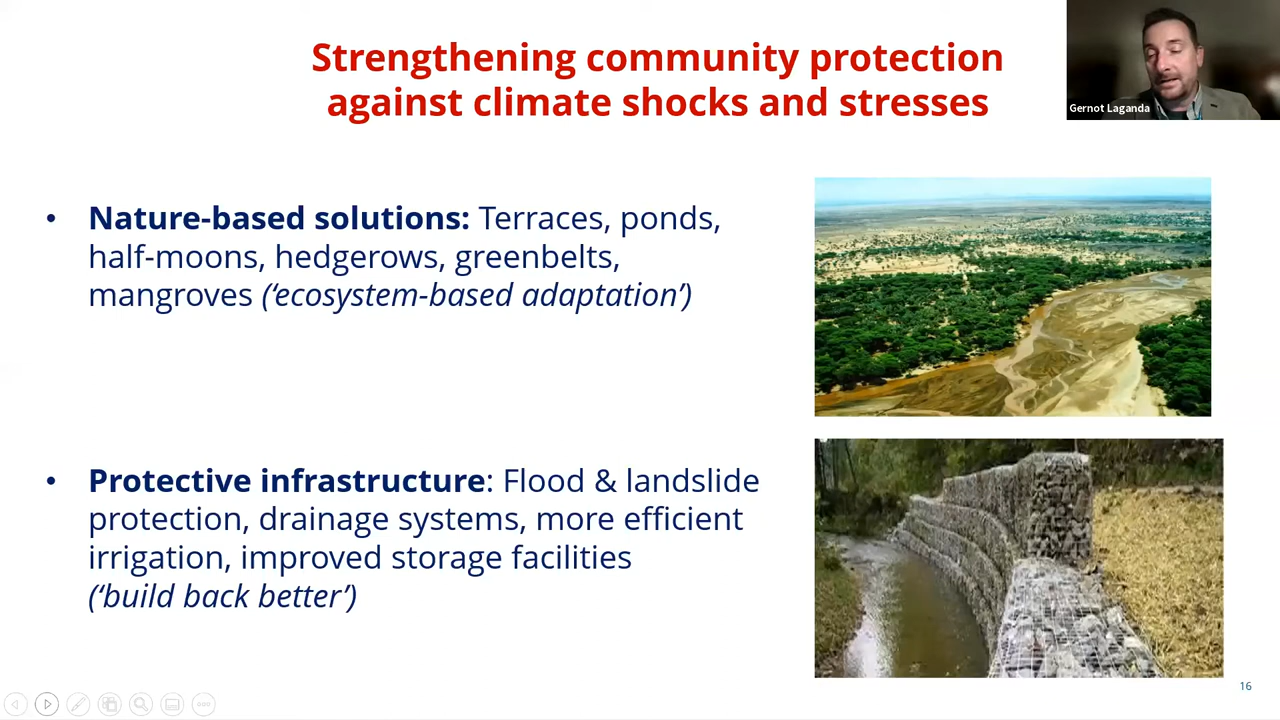 Strengthening community protection
against climate shocks and stresses
Gernot Laganda
• Nature-based solutions: Terraces, ponds,
half-moons, hedgerows, greenbelts,
mangroves (‘ecosystem-based adaptation’)
• Protective infrastructure: Flood & landslide
protection, drainage systems, more efficient
irrigation, improved storage facilities
(‘build back better’)
16